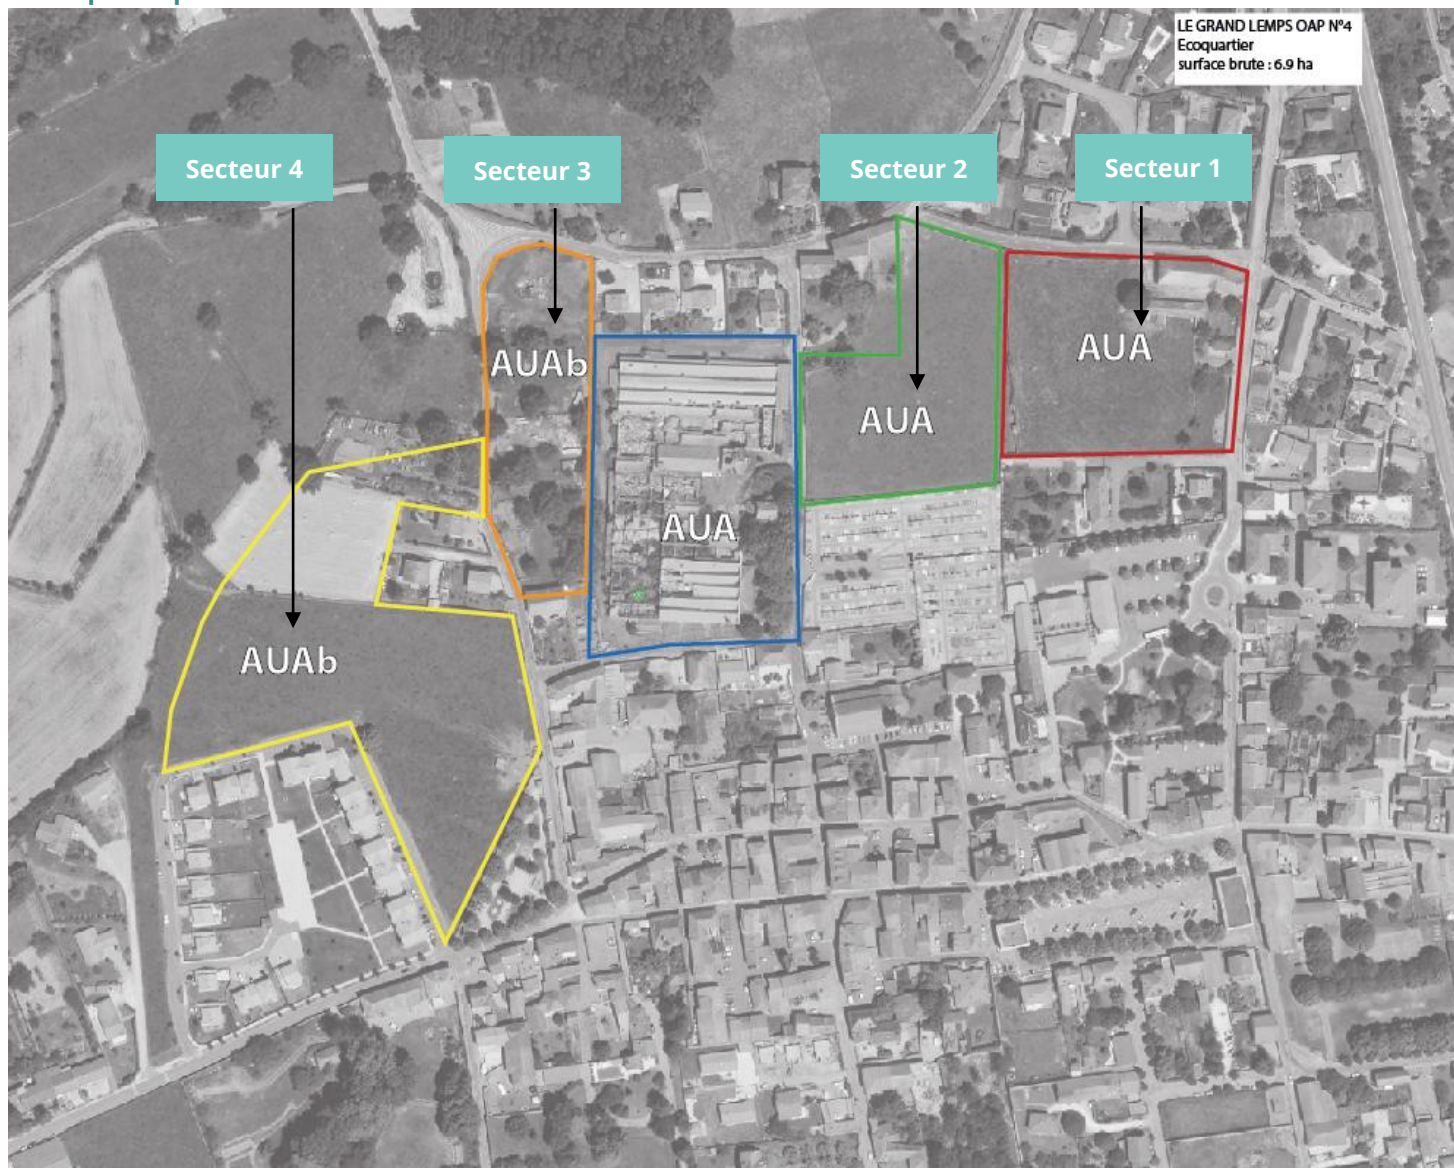 LE GRAND LEMPS OAP N°4
Ecoquartier
surface brute : 6.9 ha
Secteur 4
Secteur 3
Secteur 2
Secteur 1
AUAb
AUA
AUA
AUA
AUAb